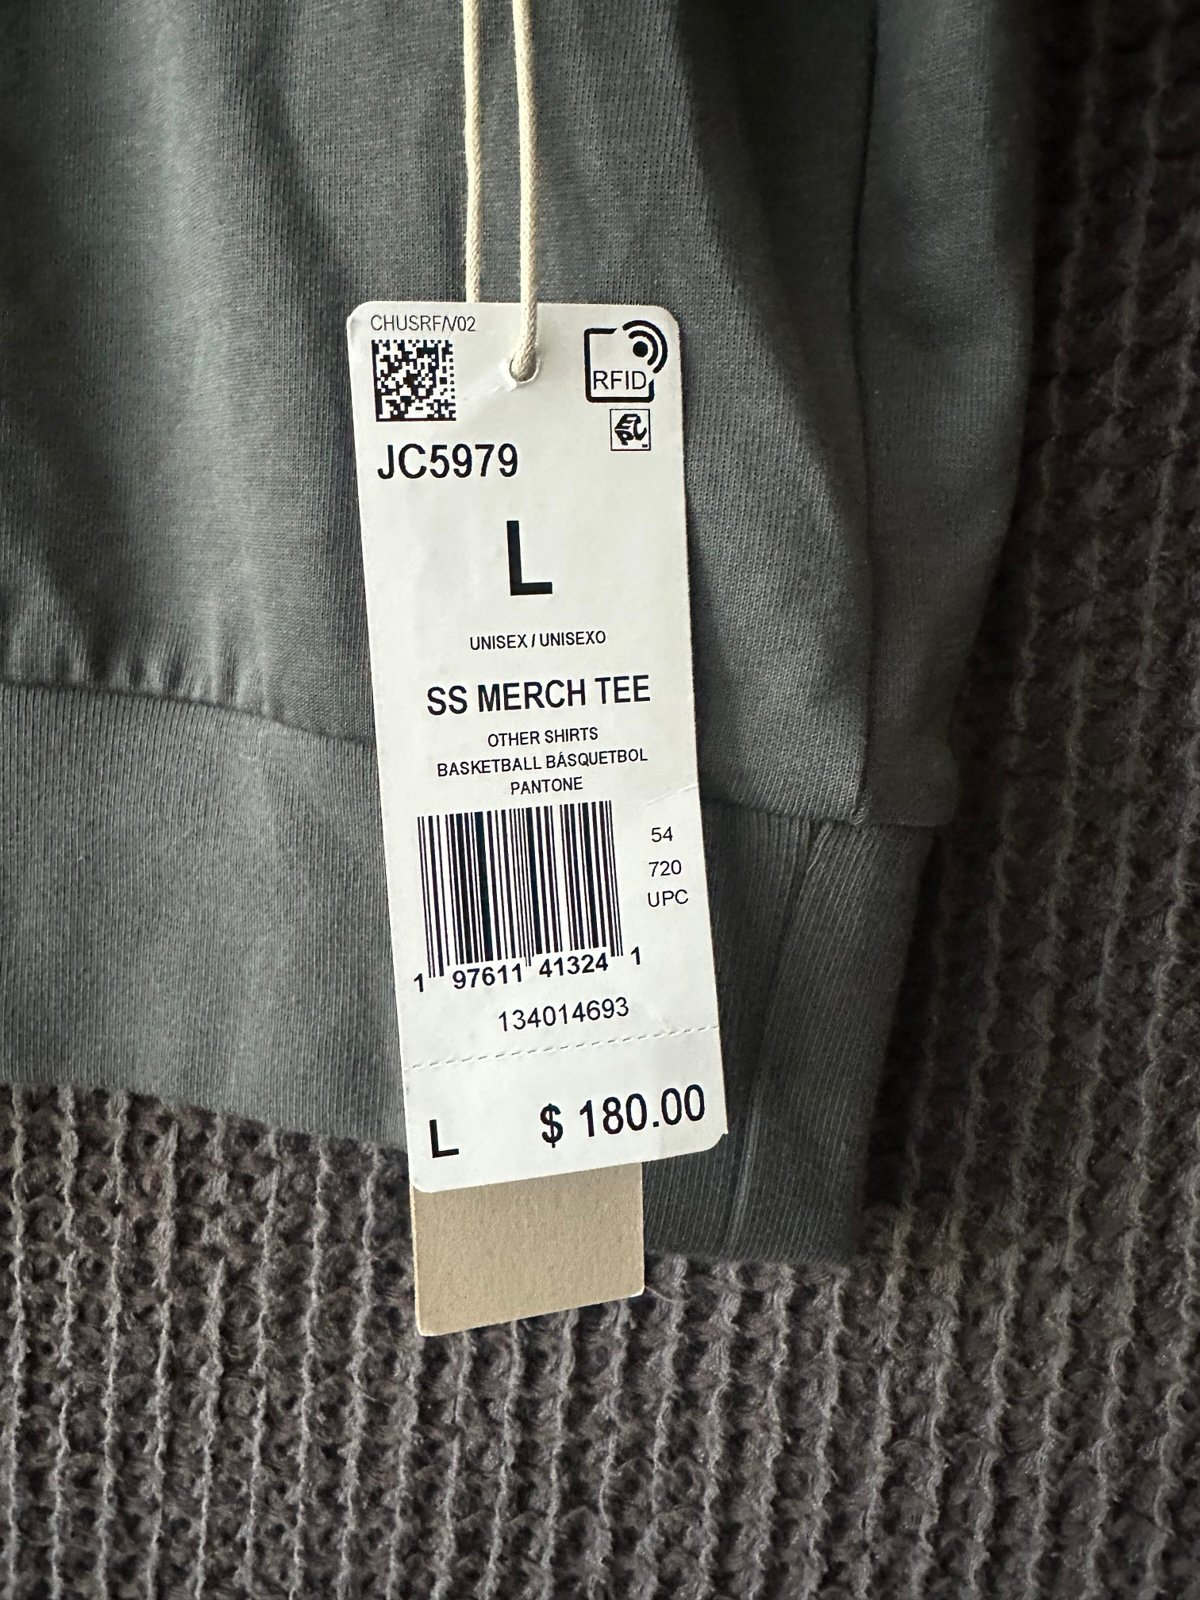 CHUSRF/V02
RFID
EPC
JC5979
L
UNISEX / UNISEXO
SS MERCH TEE
OTHER SHIRTS
BASKETBALL BÁSQUETBOL
PANTONE
54
720
UPC
1 97611 41324 1
134014693
L $ 180.00